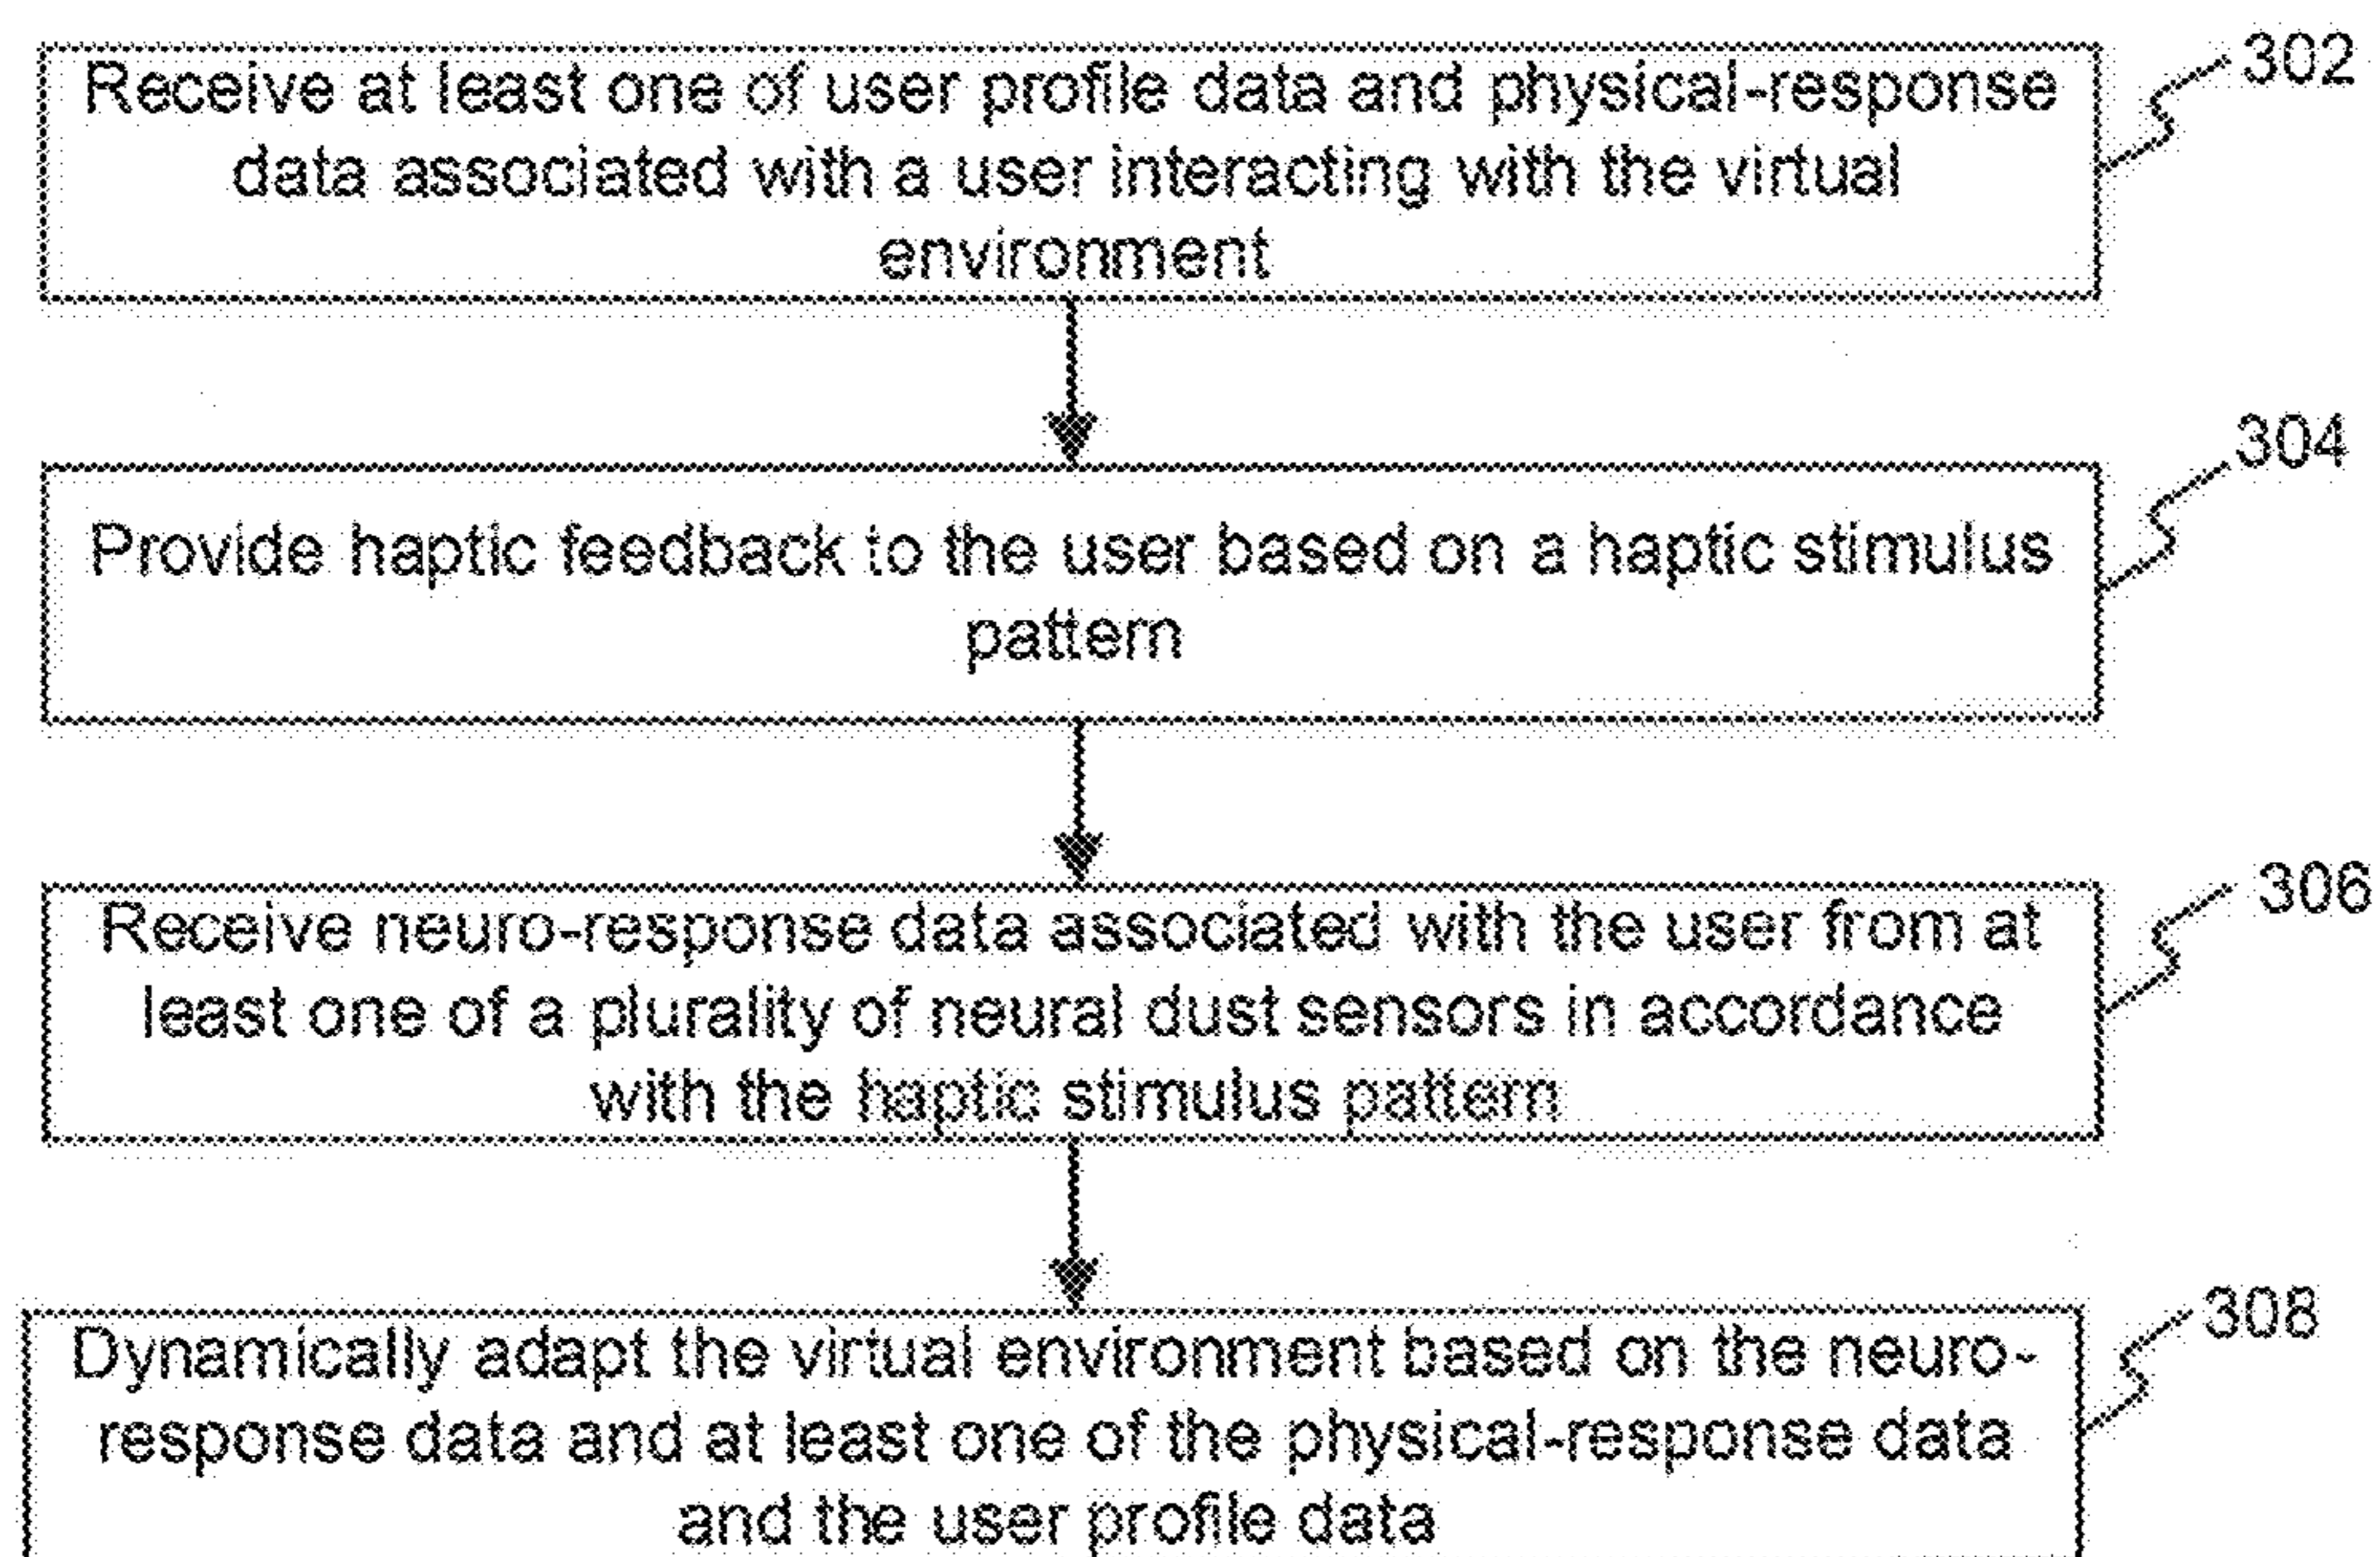 Receive at least one of user profile data and physical-response
data associated with a user interacting with the virtual
environment
302
Provide haptic feedback to the user based on a haptic stimulus
pattern
304
Receive neuro-response data associated with the user from at
least one of a plurality of neural dust sensors in accordance
with the haptic stimulus pattern
306
Dynamically adapt the virtual environment based on the neuro-
response data and at least one of the physical-response data
and the user profile data
308